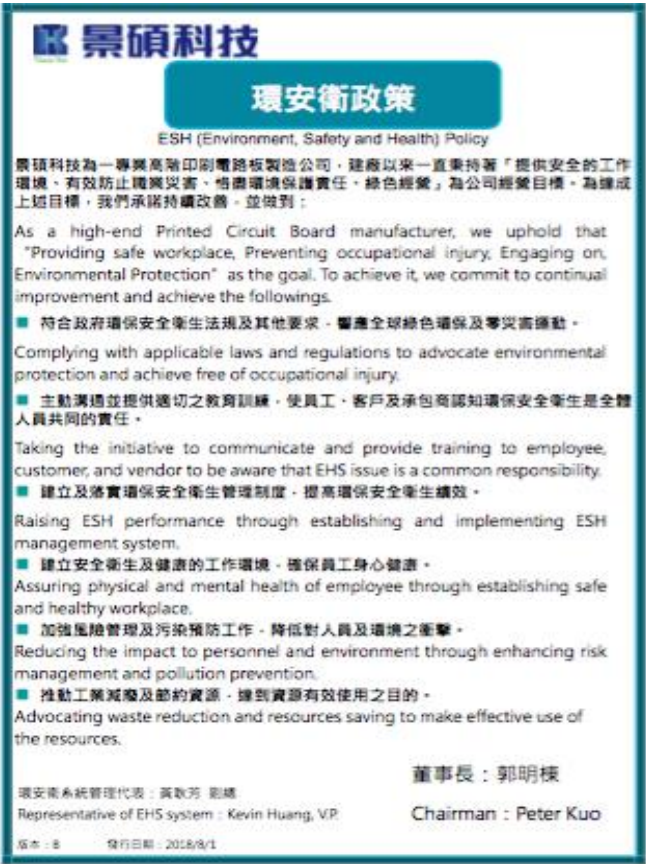 景碩科技
環安衛政策
ESH (Environment, Safety and Health) Policy
景碩科技為一專業高階印刷電路板製造公司，建廠以來一直秉持著「提供安全的工作
環境、有效防止職業災害、恪盡環境保護責任、綠色經營」為公司經營目標。為達成
上述目標，我們承諾持續改善，並做到：
As a high-end Printed Circuit Board manufacturer, we uphold that
"Providing safe workplace, Preventing occupational injury, Engaging on,
Environmental Protection" as the goal. To achieve it, we commit to continual
improvement and achieve the followings.
■ 符合政府環保安全衛生法規及其他要求，響應全球綠色環保及零災害運動。
Complying with applicable laws and regulations to advocate environmental
protection and achieve free of occupational injury.
■ 主動溝通並提供適切之教育訓練，使員工、客戶及承包商認知環保安全衛生是全體
人員共同的責任。
Taking the initiative to communicate and provide training to employee,
customer, and vendor to be aware that EHS issue is a common responsibility.
■ 建立及落實環保安全衛生管理制度，提高環保安全衛生績效。
Raising ESH performance through establishing and implementing ESH
management system.
■ 建立安全衛生及健康的工作環境，確保員工身心健康。
Assuring physical and mental health of employee through establishing safe
and healthy workplace.
■ 加強風險管理及污染預防工作，降低對人員及環境之衝擊。
Reducing the impact to personnel and environment through enhancing risk
management and pollution prevention.
■ 推動工業減廢及節約資源，達到資源有效使用之目的。
Advocating waste reduction and resources saving to make effective use of
the resources.
董事長：郭明棟
環安衛系統管理代表：黃耿芳 副總
Representative of EHS system：Kevin Huang, V.P.
Chairman：Peter Kuo
版本：B 發行日期：2018/8/1